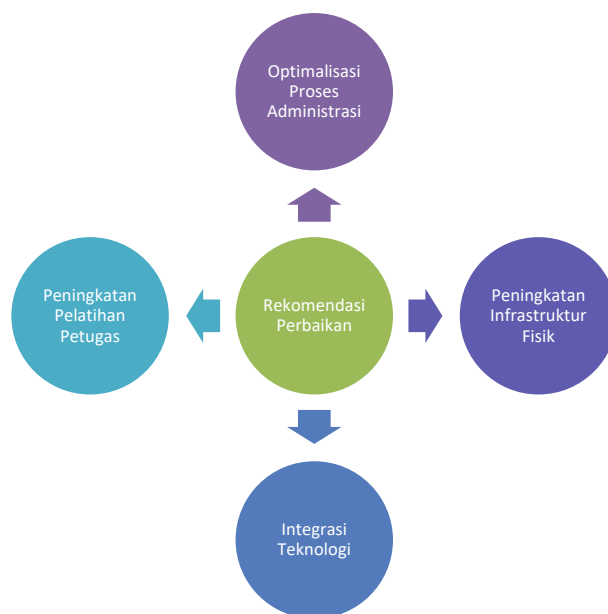 Optimalisasi
Proses
Administrasi
Peningkatan
Pelatihan
Petugas
Rekomendasi
Perbaikan
Peningkatan
Infrastruktur
Fisik
Integrasi
Teknologi